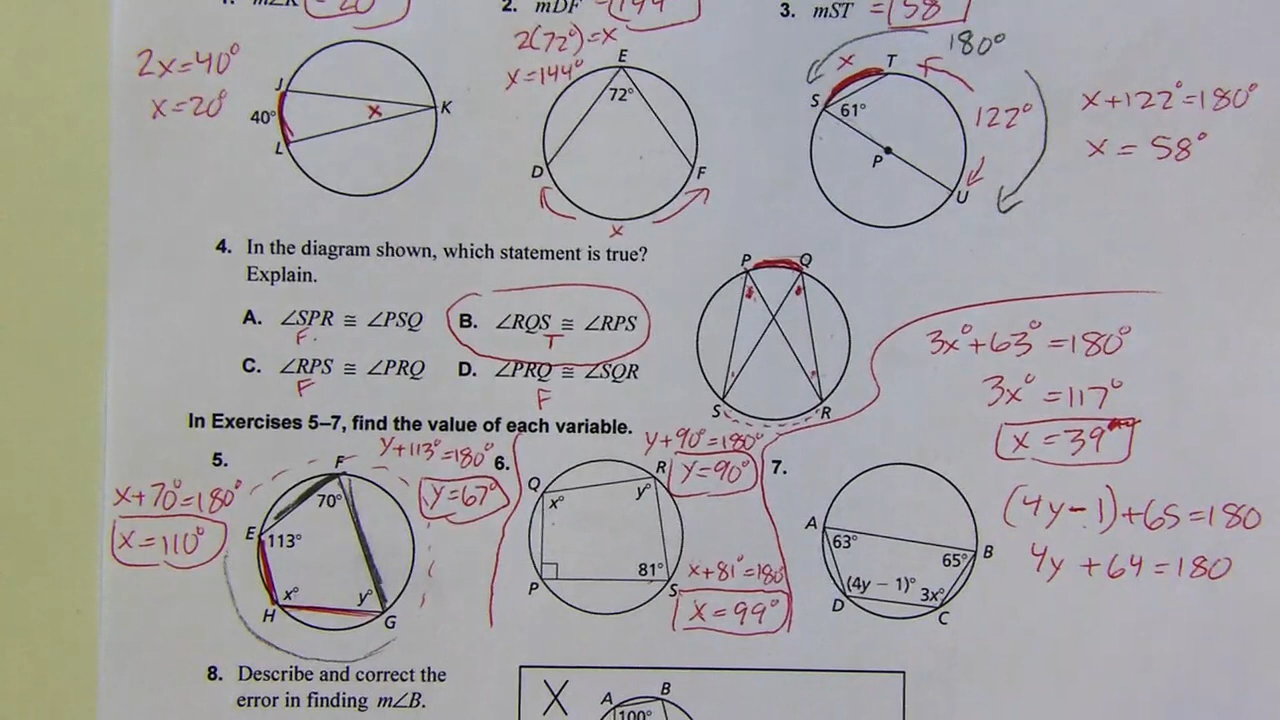 1. m∠K = 20°
2. mDF = 144°
3. mST = 58°
2x=40°
x=20°
J
40°
L
x
K
2(72°)=x
x=144°
E
72°
D
F
x
180°
x
T
S
61°
122°
P
U
x+122°=180°
x = 58°
4. In the diagram shown, which statement is true?
Explain.
A. ∠SPR ≅ ∠PSQ
F.
B. ∠RQS ≅ ∠RPS
T
C. ∠RPS ≅ ∠PRQ
F
D. ∠PRQ ≅ ∠SQR
F
P
Q
S
R
3x°+63°=180°
3x°=117°
x=39°
In Exercises 5–7, find the value of each variable.
5.
x+70°=180°
x=110°
y+113°=180°
y=67°
F
70°
E
113°
x°
y°
H
G
6.
y+90°=180°
y=90°
Q
R
x°
y°
81°
P
S
x+81°=180
x=99°
7.
A
63°
65°
B
(4y − 1)°
3x°
D
C
(4y-1)+65=180
4y+64=180
8. Describe and correct the
error in finding m∠B.
X
A
B
100°